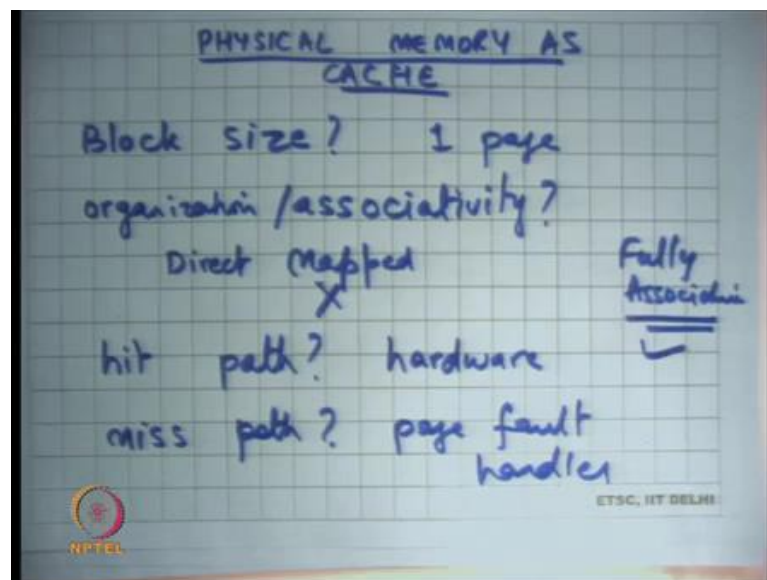 PHYSICAL MEMORY AS
CACHE
Block size? 1 page
organization/associativity?
Direct Mapped
X
Fully
Associative
hit path? hardware
miss path? page fault
handler
ETSC, IIT DELHI
NPTEL